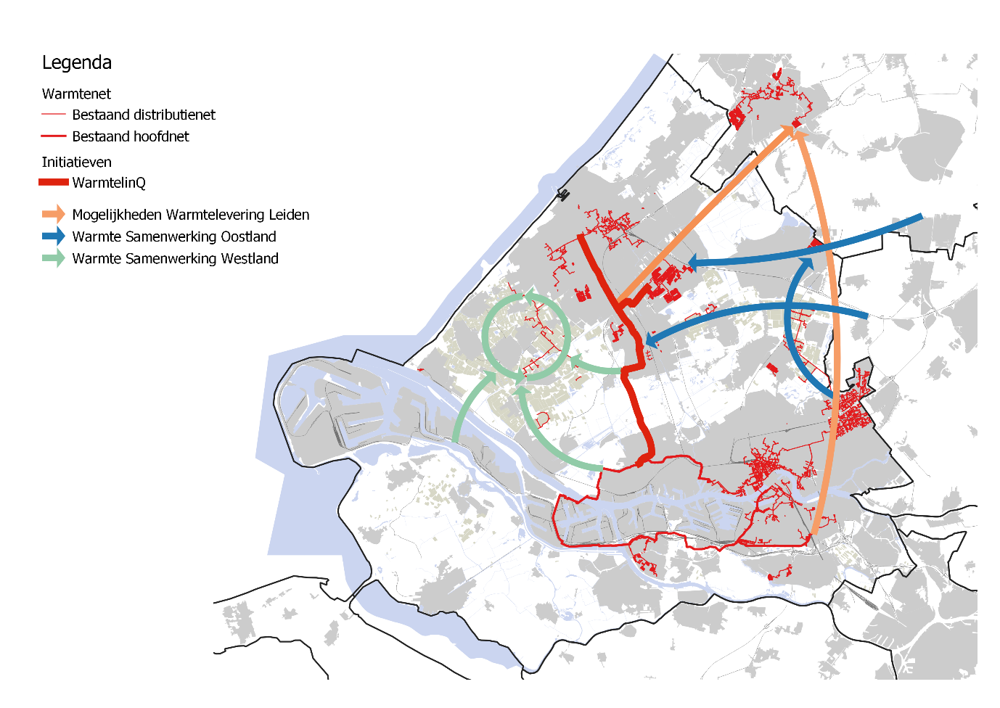 Legenda
Warmtenet
Bestaand distributienet
Bestaand hoofdnet
Initiatieven
WarmtelinQ
Mogelijkheden Warmtelevering Leiden
Warmte Samenwerking Oostland
Warmte Samenwerking Westland